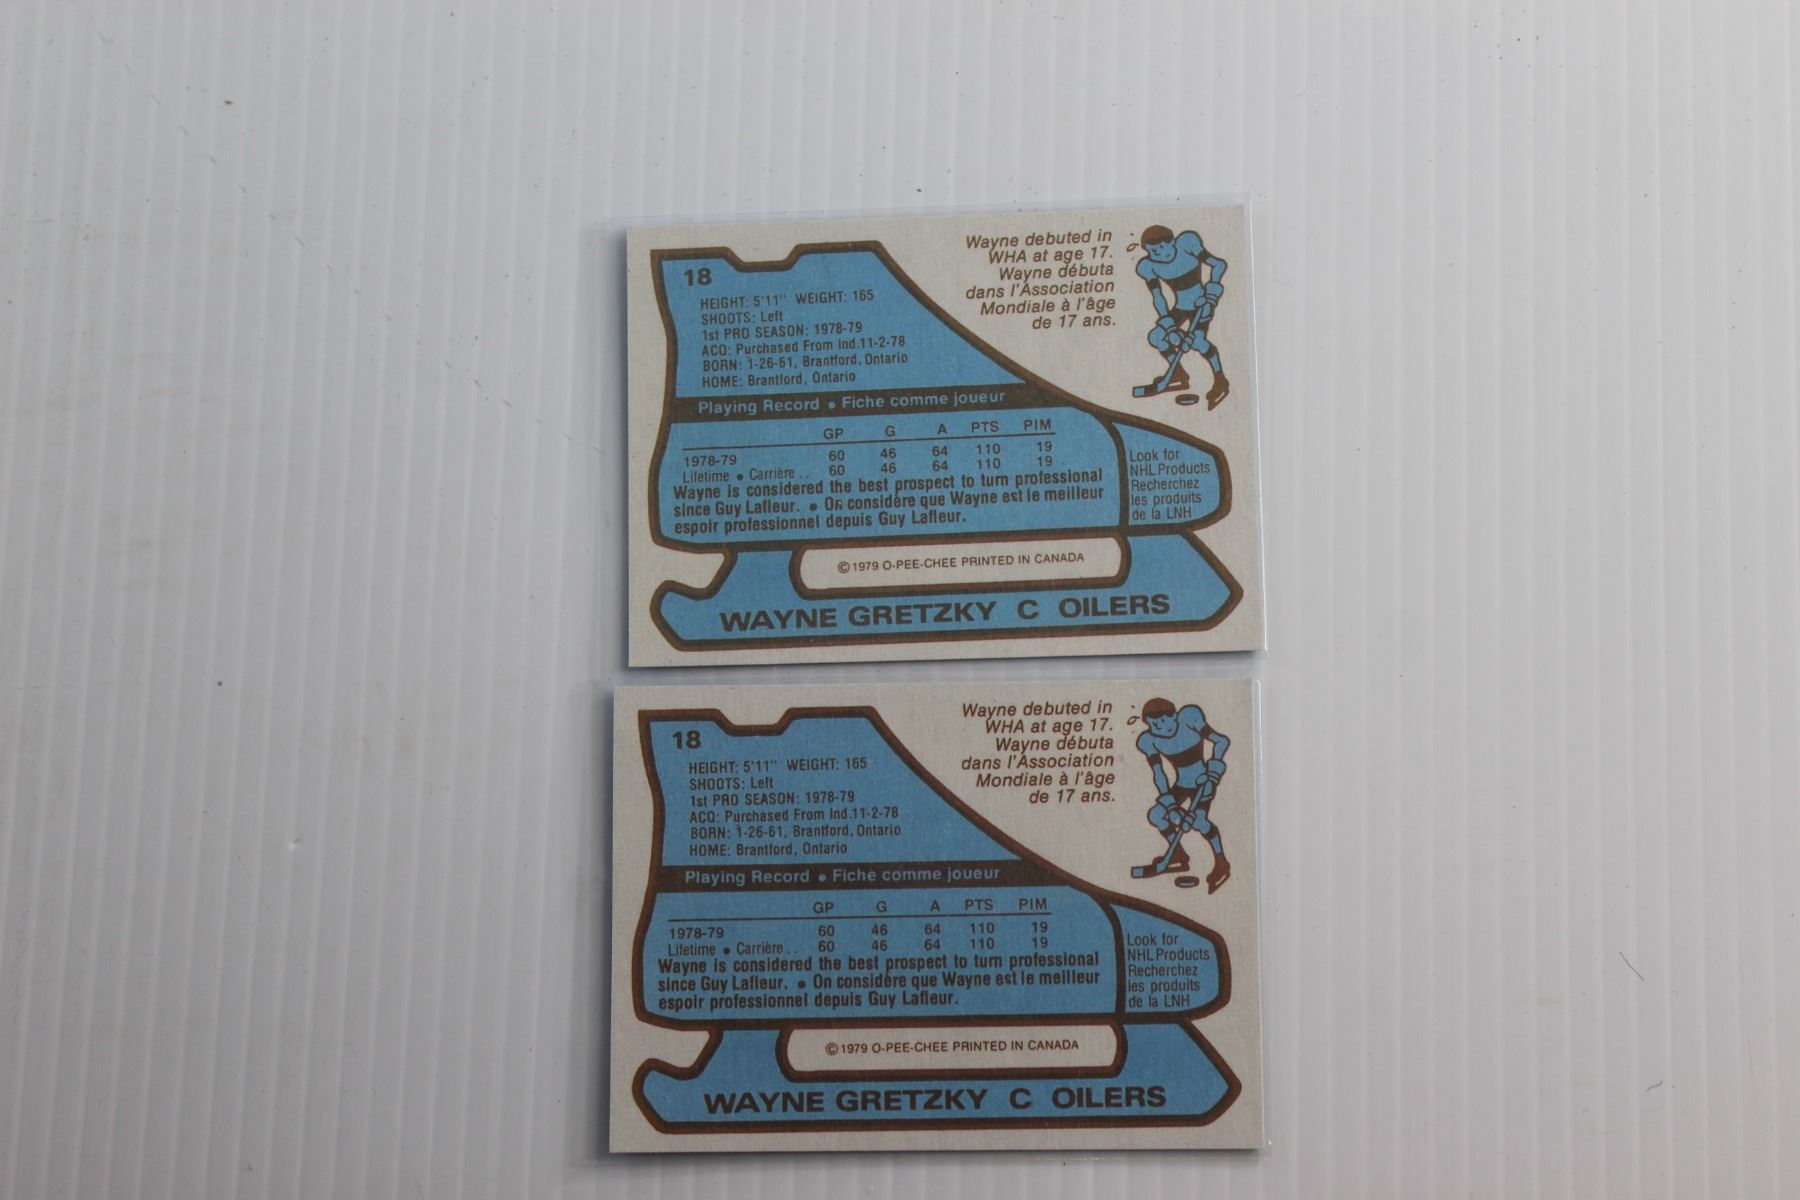 18
HEIGHT: 5'11" WEIGHT: 165
SHOOTS: Left
1st PRO SEASON: 1978-79
ACQ: Purchased From Ind.11-2-78
BORN: 1-26-61, Brantford, Ontario
HOME: Brantford, Ontario
Wayne debuted in
WHA at age 17.
Wayne débuta
dans l'Association
Mondiale à l'âge
de 17 ans.
Playing Record • Fiche comme joueur
GP G A PTS PIM
1978-79 60 46 64 110 19
Lifetime • Carrière .. 60 46 64 110 19
Wayne is considered the best prospect to turn professional
since Guy Lafleur. • On considère que Wayne est le meilleur
espoir professionnel depuis Guy Lafleur.
Look for
NHL Products
Recherchez
les produits
de la LNH
© 1979 O-PEE-CHEE PRINTED IN CANADA
WAYNE GRETZKY C OILERS
18
HEIGHT: 5'11" WEIGHT: 165
SHOOTS: Left
1st PRO SEASON: 1978-79
ACQ: Purchased From Ind.11-2-78
BORN: 1-26-61, Brantford, Ontario
HOME: Brantford, Ontario
Wayne debuted in
WHA at age 17.
Wayne débuta
dans l'Association
Mondiale à l'âge
de 17 ans.
Playing Record • Fiche comme joueur
GP G A PTS PIM
1978-79 60 46 64 110 19
Lifetime • Carrière .. 60 46 64 110 19
Wayne is considered the best prospect to turn professional
since Guy Lafleur. • On considère que Wayne est le meilleur
espoir professionnel depuis Guy Lafleur.
Look for
NHL Products
Recherchez
les produits
de la LNH
© 1979 O-PEE-CHEE PRINTED IN CANADA
WAYNE GRETZKY C OILERS